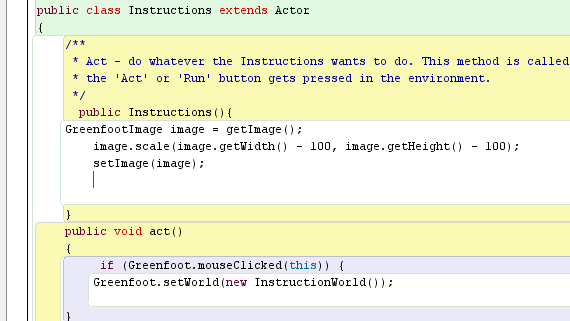 public class Instructions extends Actor
{
/**
* Act - do whatever the Instructions wants to do. This method is called
* the 'Act' or 'Run' button gets pressed in the environment.
*/
public Instructions(){
GreenfootImage image = getImage();
image.scale(image.getWidth() - 100, image.getHeight() - 100);
setImage(image);
}
public void act()
{
if (Greenfoot.mouseClicked(this)) {
Greenfoot.setWorld(new InstructionWorld());
}